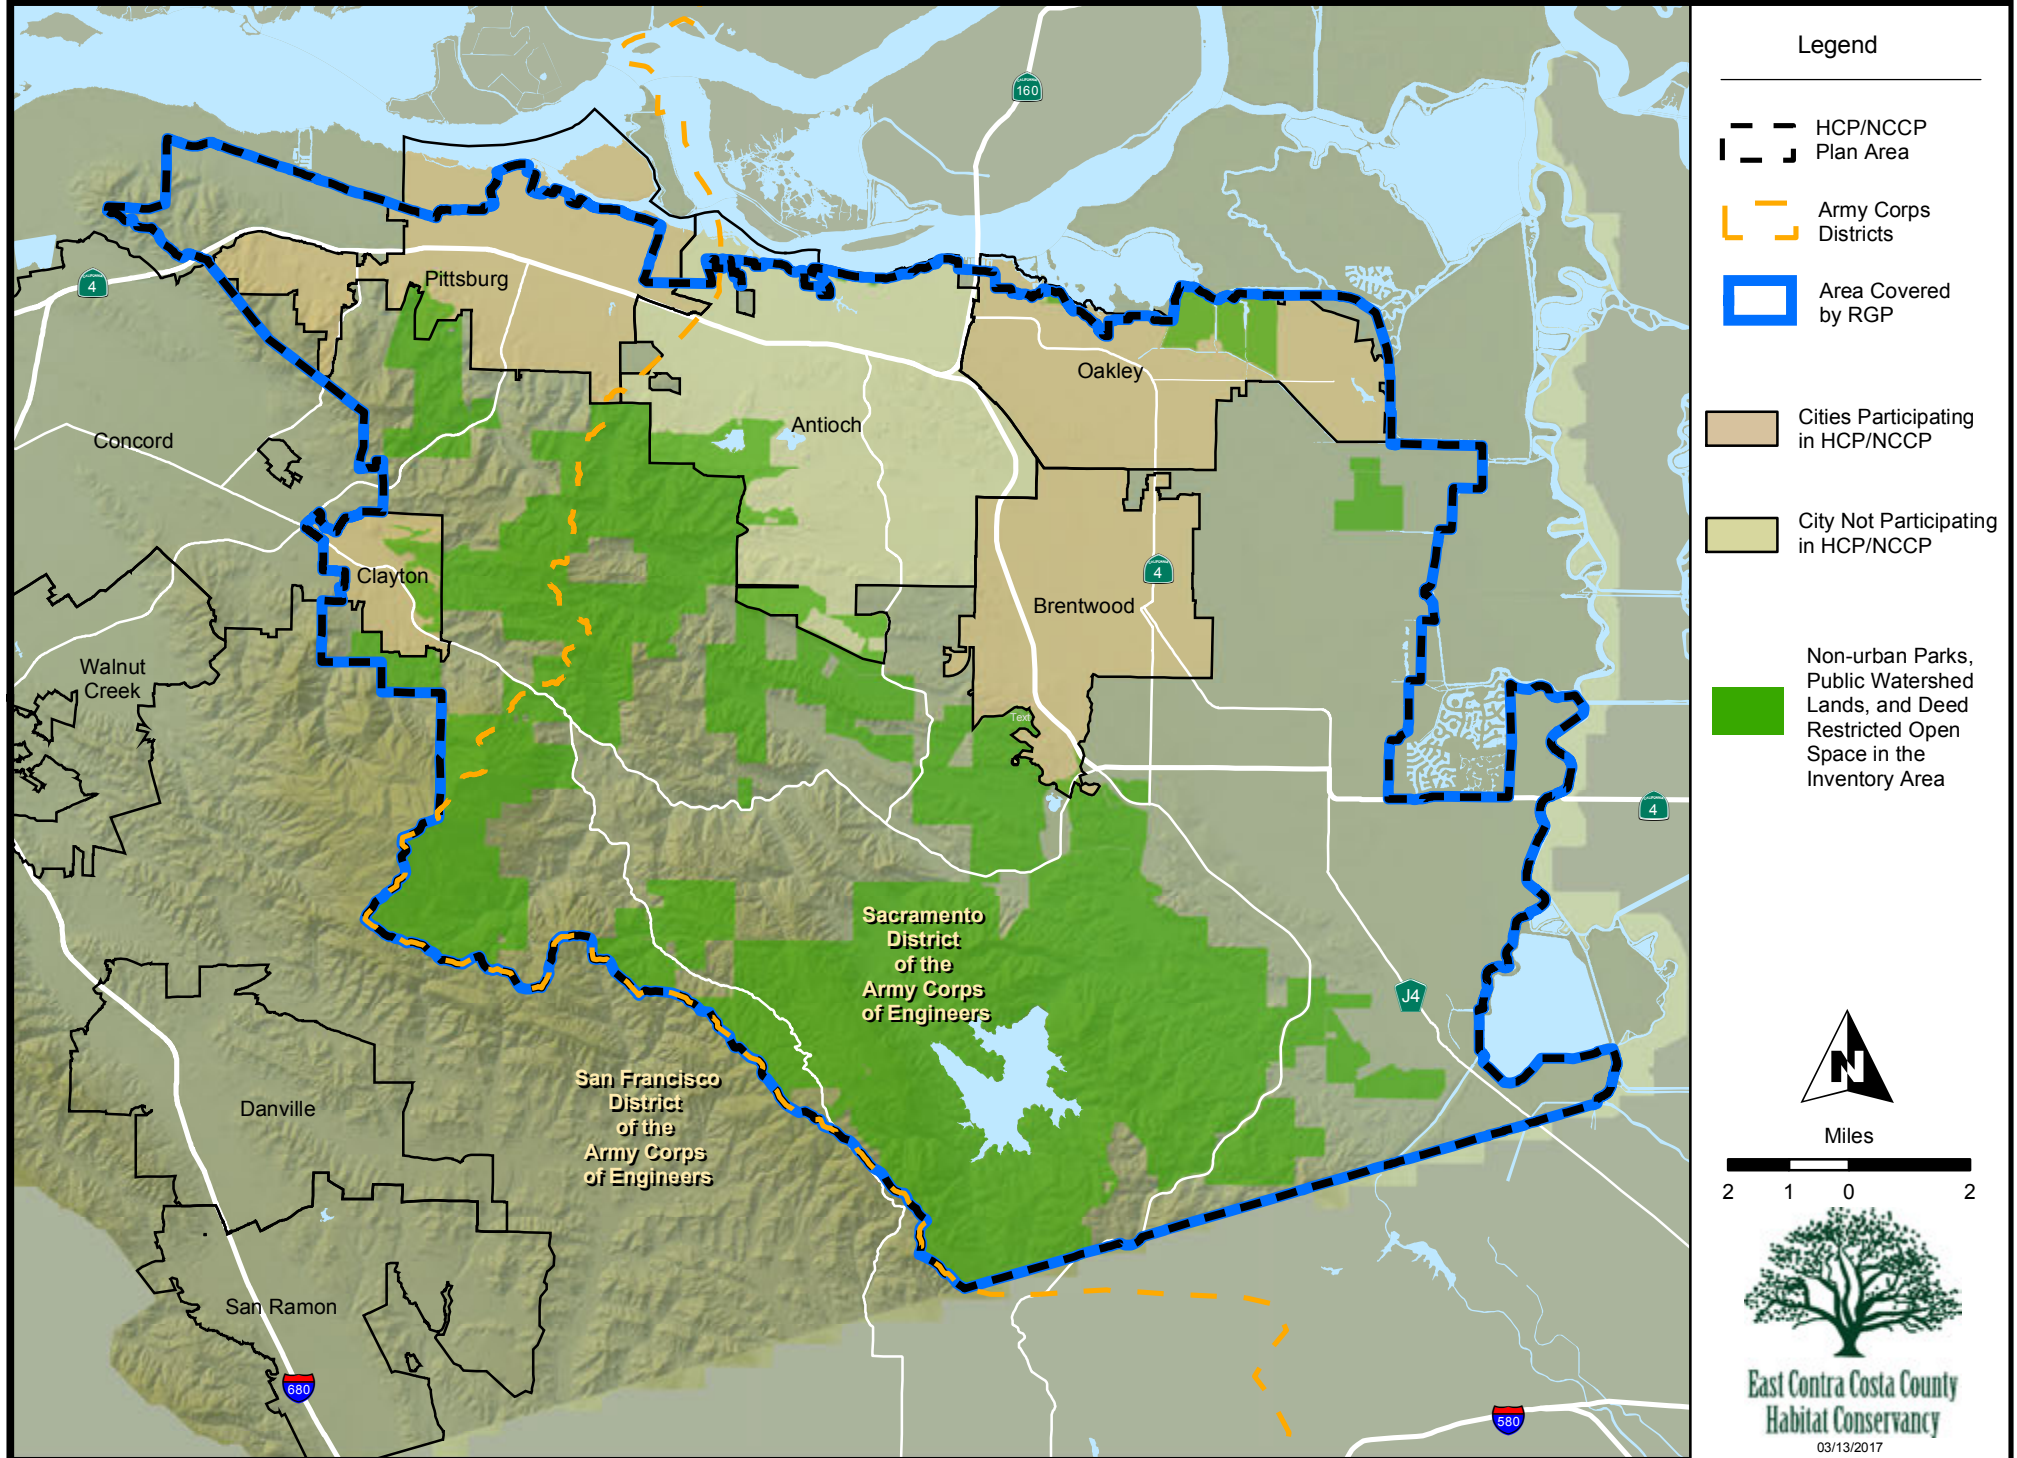 160
4
Pittsburg
Oakley
Antioch
Concord
Clayton
4
Brentwood
Walnut
Creek
Text
4
Sacramento
District
of the
Army Corps
of Engineers
J4
San Francisco
District
of the
Army Corps
of Engineers
Danville
San Ramon
680
580
Legend
HCP/NCCP
Plan Area
Army Corps
Districts
Area Covered
by RGP
Cities Participating
in HCP/NCCP
City Not Participating
in HCP/NCCP
Non-urban Parks,
Public Watershed
Lands, and Deed
Restricted Open
Space in the
Inventory Area
N
Miles
2 1 0 2
East Contra Costa County
Habitat Conservancy
03/13/2017